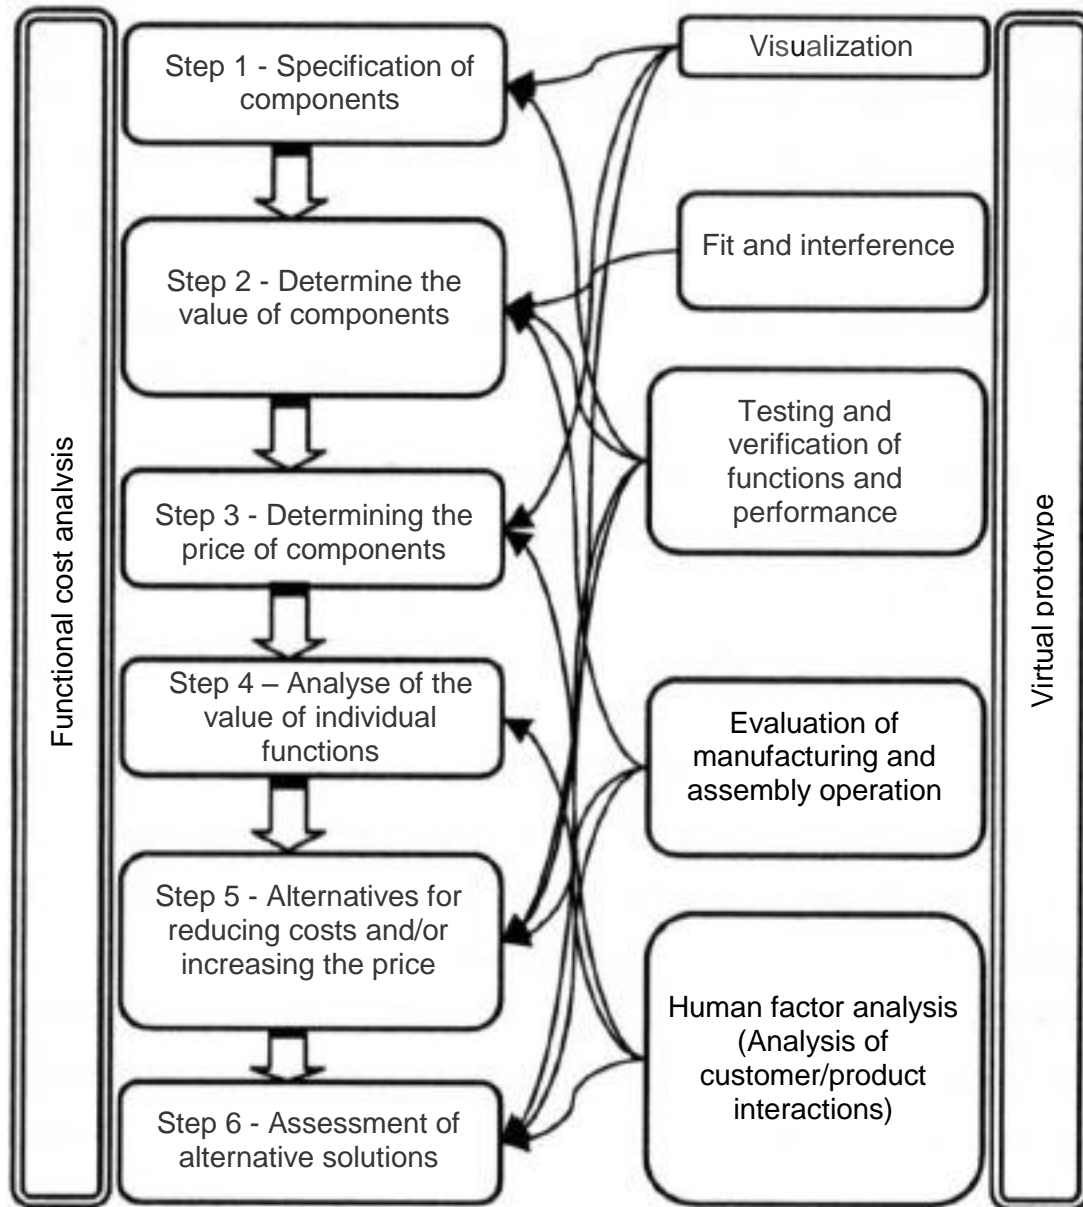 Functional cost analysis
Step 1 - Specification of
components
Step 2 - Determine the
value of components
Step 3 - Determining the
price of components
Step 4 – Analyse of the
value of individual
functions
Step 5 - Alternatives for
reducing costs and/or
increasing the price
Step 6 - Assessment of
alternative solutions
Visualization
Fit and interference
Testing and
verification of
functions and
performance
Evaluation of
manufacturing and
assembly operation
Human factor analysis
(Analysis of
customer/product
interactions)
Virtual prototype